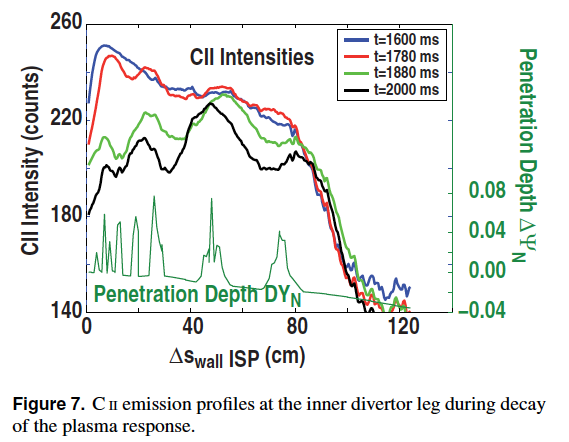 260
220
180
140
CII Intensity (counts)
CII Intensities
t=1600 ms
t=1780 ms
t=1880 ms
t=2000 ms
Penetration Depth ΔΨN
0.08
0.04
0.00
−0.04
Penetration Depth DYN
0 40 80 120
Δswall ISP (cm)
Figure 7. C II emission profiles at the inner divertor leg during decay
of the plasma response.